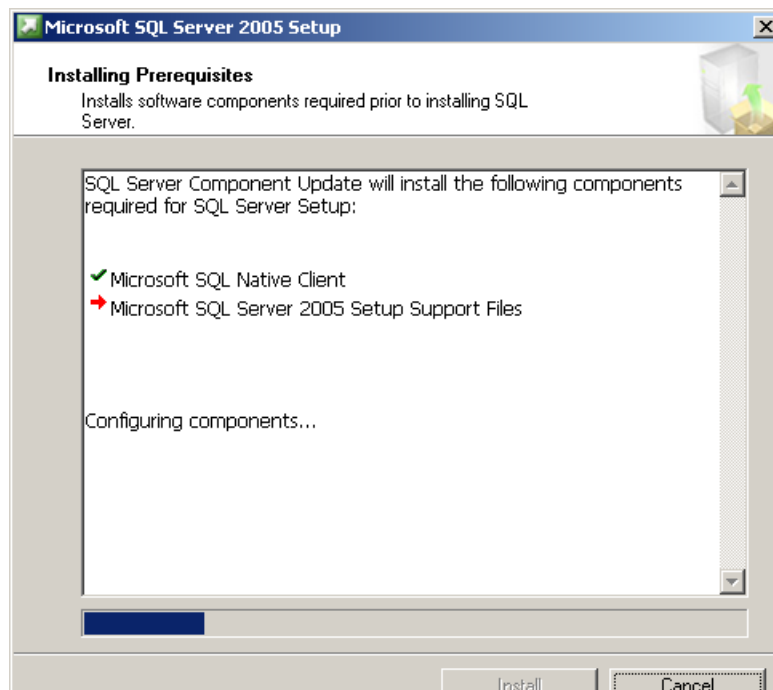 Microsoft SQL Server 2005 Setup
Installing Prerequisites
Installs software components required prior to installing SQL
Server.
SQL Server Component Update will install the following components
required for SQL Server Setup:
Microsoft SQL Native Client
Microsoft SQL Server 2005 Setup Support Files
Configuring components...
Install
Cancel